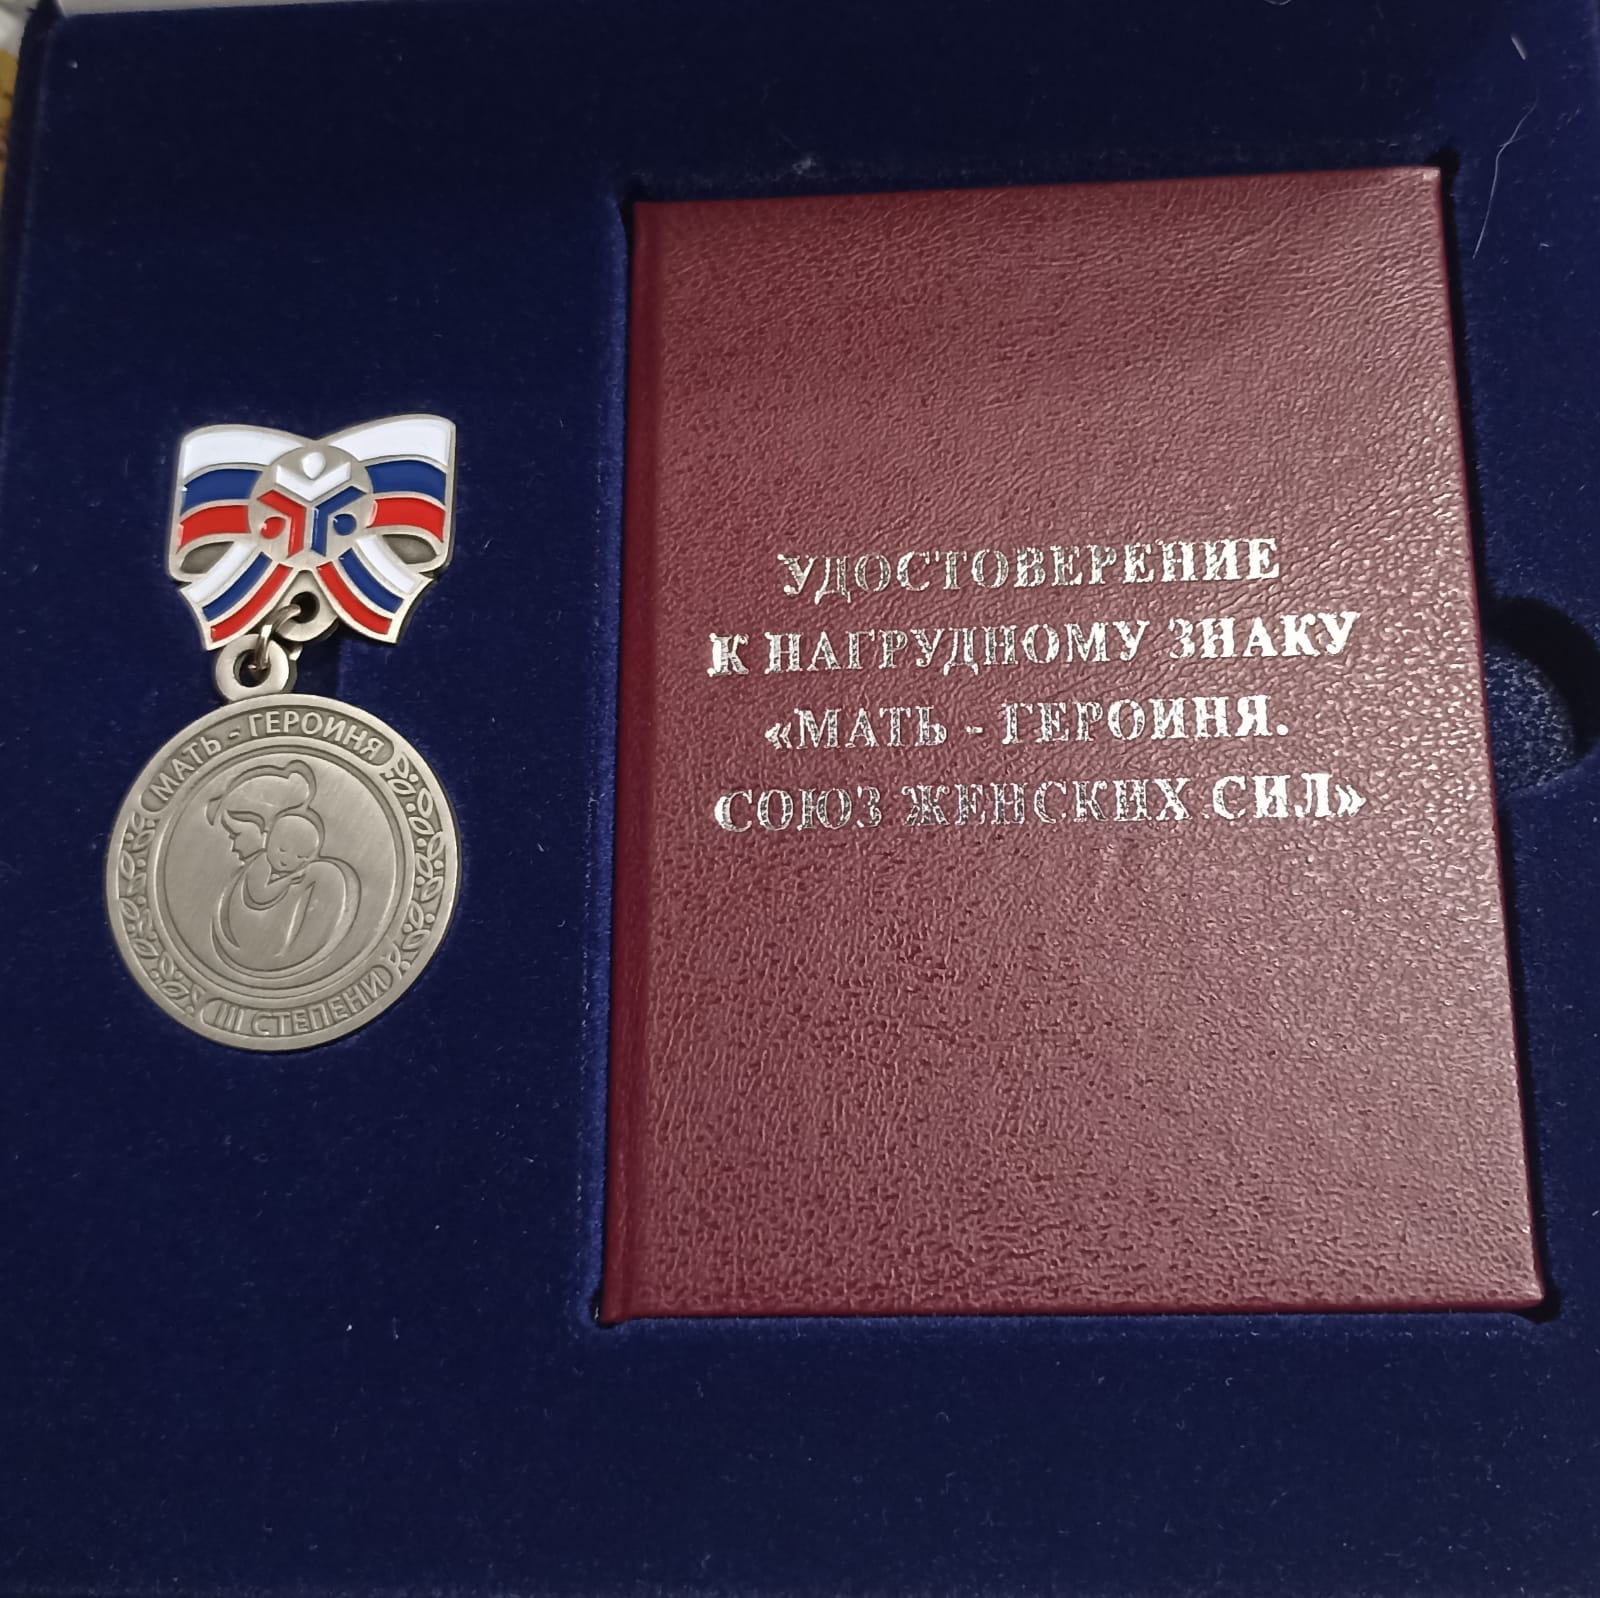 МАТЬ - ГЕРОИНЯ
III СТЕПЕНИ
УДОСТОВЕРЕНИЕ
К НАГРУДНОМУ ЗНАКУ
«МАТЬ - ГЕРОИНЯ.
СОЮЗ ЖЕНСКИХ СИЛ»